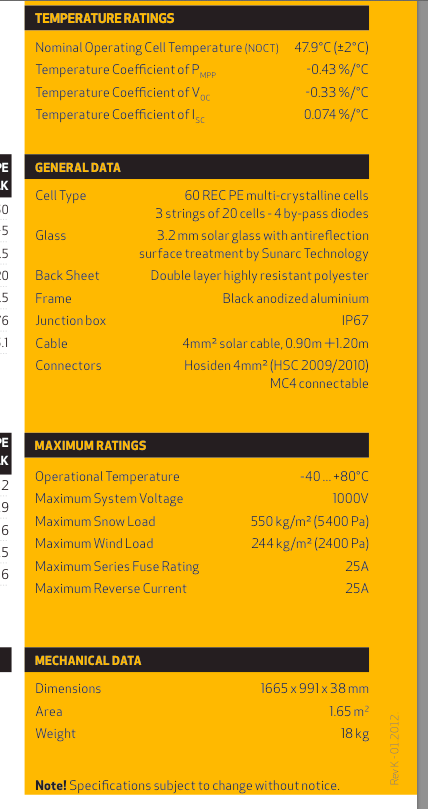 TEMPERATURE RATINGS
Nominal Operating Cell Temperature (NOCT) 47.9°C (±2°C)
Temperature Coefficient of PMPP -0.43 %/°C
Temperature Coefficient of VOC -0.33 %/°C
Temperature Coefficient of ISC 0.074 %/°C
GENERAL DATA
Cell Type 60 REC PE multi-crystalline cells
3 strings of 20 cells - 4 by-pass diodes
Glass 3.2 mm solar glass with antireflection
surface treatment by Sunarc Technology
Back Sheet Double layer highly resistant polyester
Frame Black anodized aluminium
Junction box IP67
Cable 4mm² solar cable, 0.90m + 1.20m
Connectors Hosiden 4mm² (HSC 2009/2010)
MC4 connectable
MAXIMUM RATINGS
Operational Temperature -40 ... +80°C
Maximum System Voltage 1000V
Maximum Snow Load 550 kg/m² (5400 Pa)
Maximum Wind Load 244 kg/m² (2400 Pa)
Maximum Series Fuse Rating 25A
Maximum Reverse Current 25A
MECHANICAL DATA
Dimensions 1665 x 991 x 38 mm
Area 1.65 m²
Weight 18 kg
Note! Specifications subject to change without notice.
Rev K - 01.2012